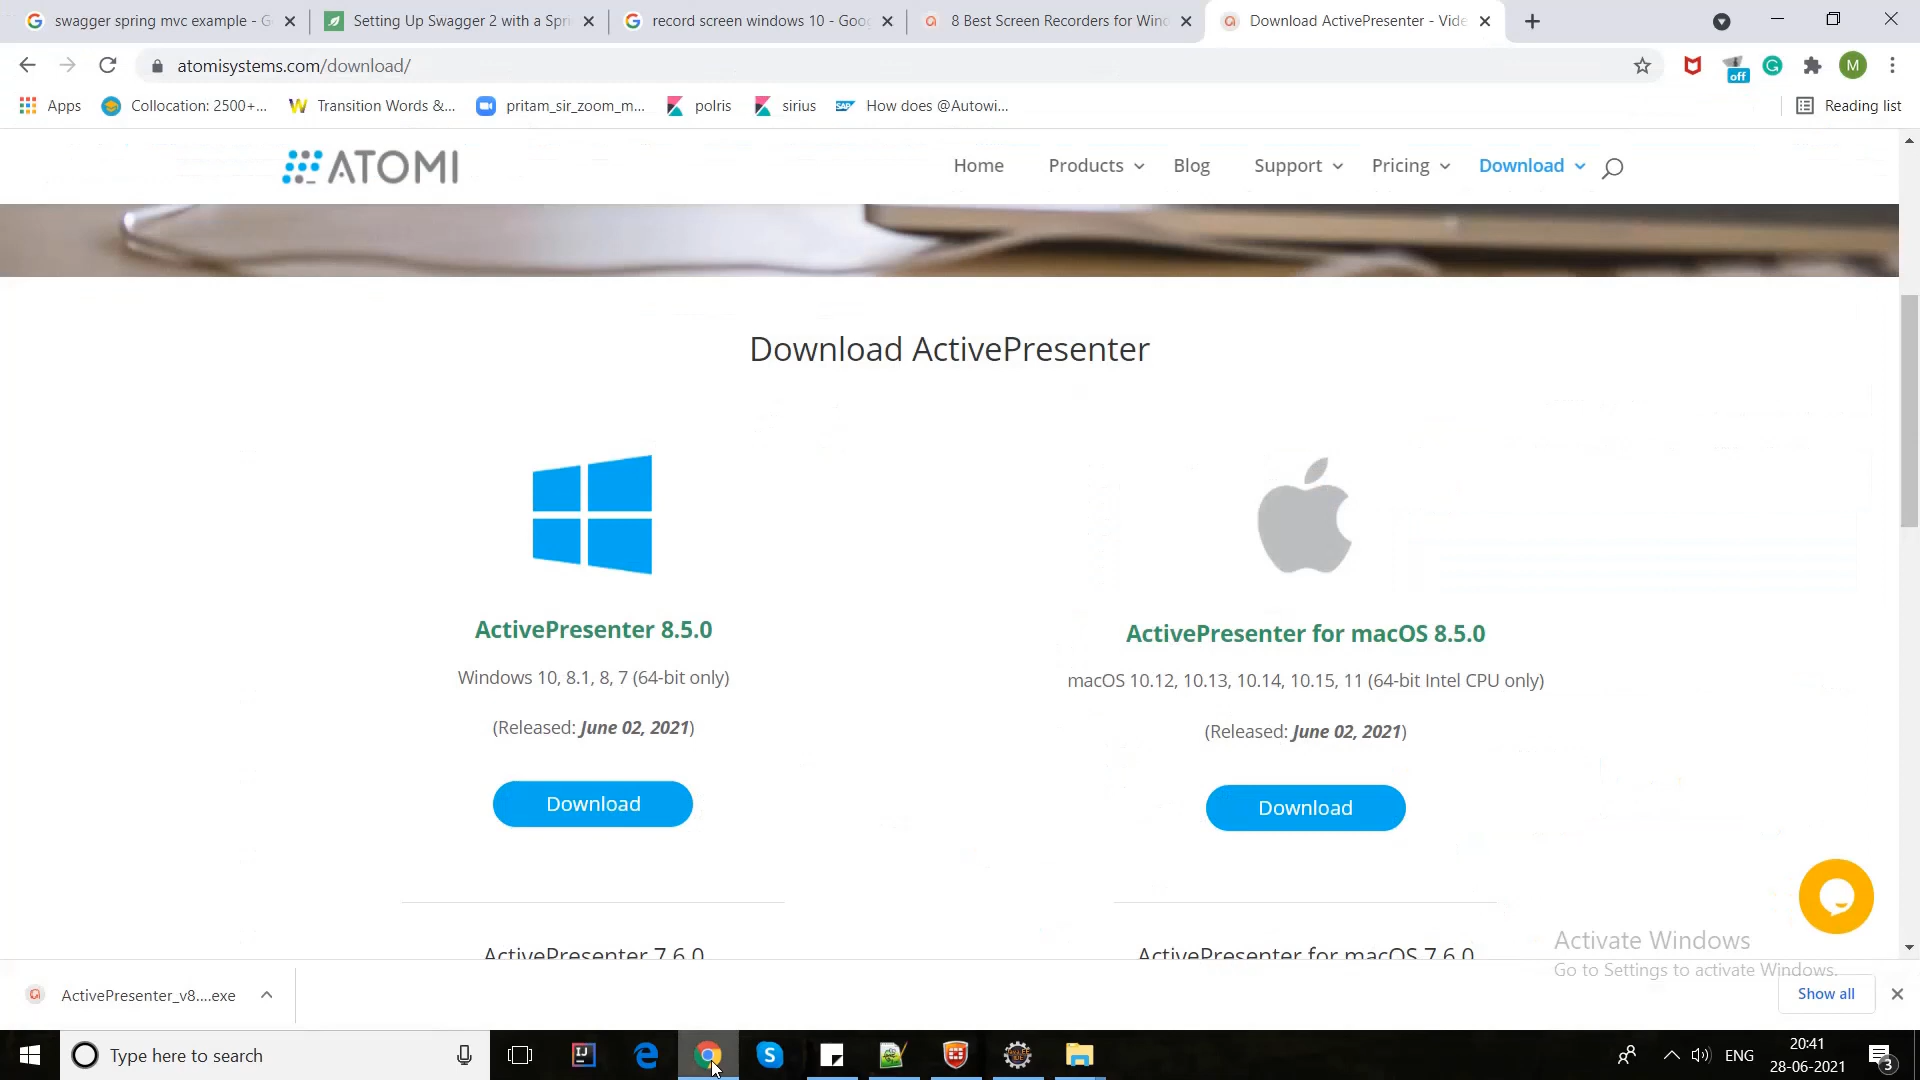 swagger spring mvc example - G
Setting Up Swagger 2 with a Spri
record screen windows 10 - Goog
8 Best Screen Recorders for Wind
Download ActivePresenter - Vide
atomisystems.com/download/
off
M
Apps
Collocation: 2500+...
Transition Words &...
pritam_sir_zoom_m...
polris
sirius
How does @Autowi...
Reading list
ATOMI
Home
Products
Blog
Support
Pricing
Download
Download ActivePresenter
ActivePresenter 8.5.0
Windows 10, 8.1, 8, 7 (64-bit only)
(Released: June 02, 2021)
Download
ActivePresenter for macOS 8.5.0
macOS 10.12, 10.13, 10.14, 10.15, 11 (64-bit Intel CPU only)
(Released: June 02, 2021)
Download
ActivePresenter 7.6.0
ActivePresenter for macOS 7.6.0
Activate Windows
Go to Settings to activate Windows.
ActivePresenter_v8....exe
Show all
Type here to search
ENG
20:41
28-06-2021
3